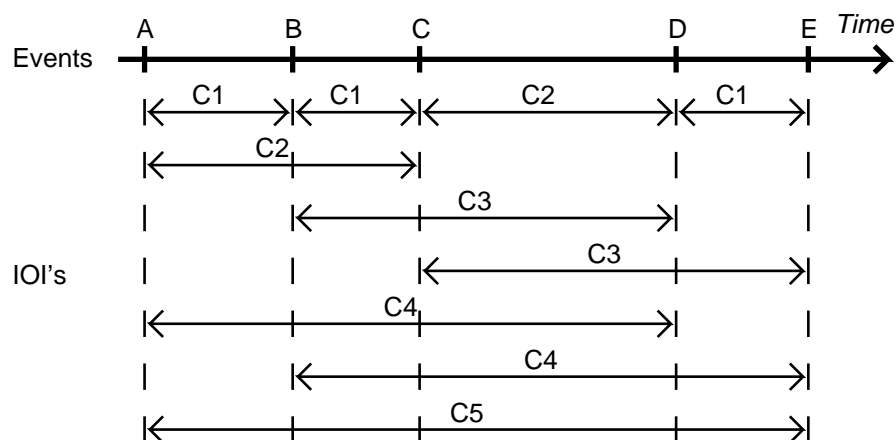 A B C D E Time
Events
C1 C1 C2 C1
C2
C3
C3
IOI's
C4
C4
C5